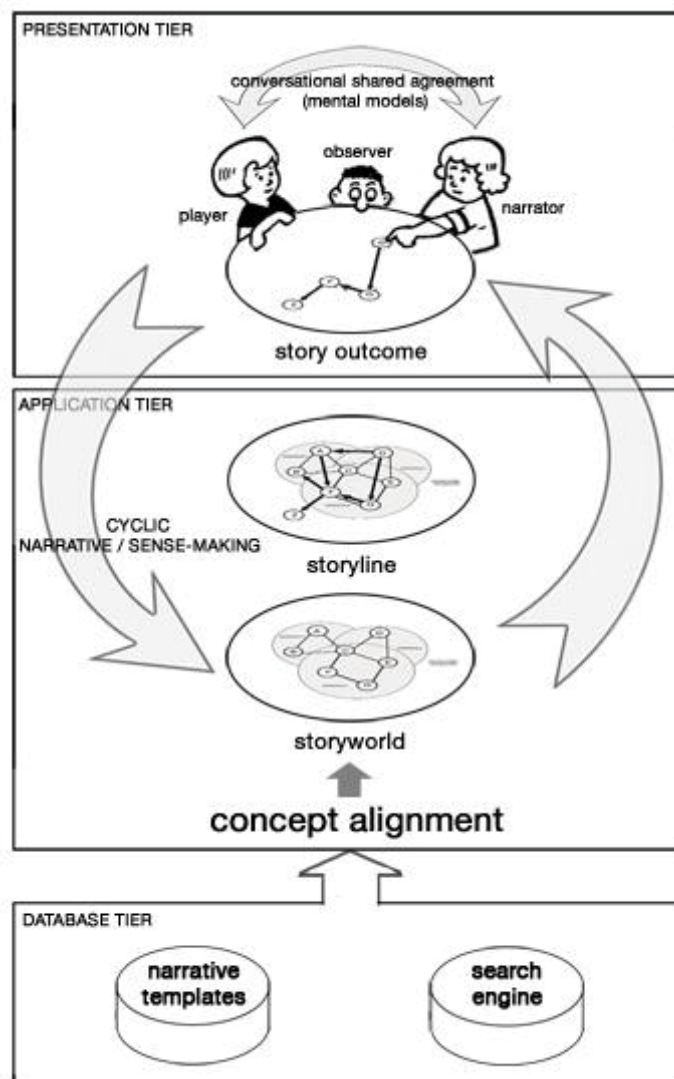 PRESENTATION TIER
conversational shared agreement
(mental models)
observer
player
narrator
story outcome
APPLICATION TIER
CYCLIC
NARRATIVE / SENSE-MAKING
storyline
storyworld
concept alignment
DATABASE TIER
narrative
templates
search
engine